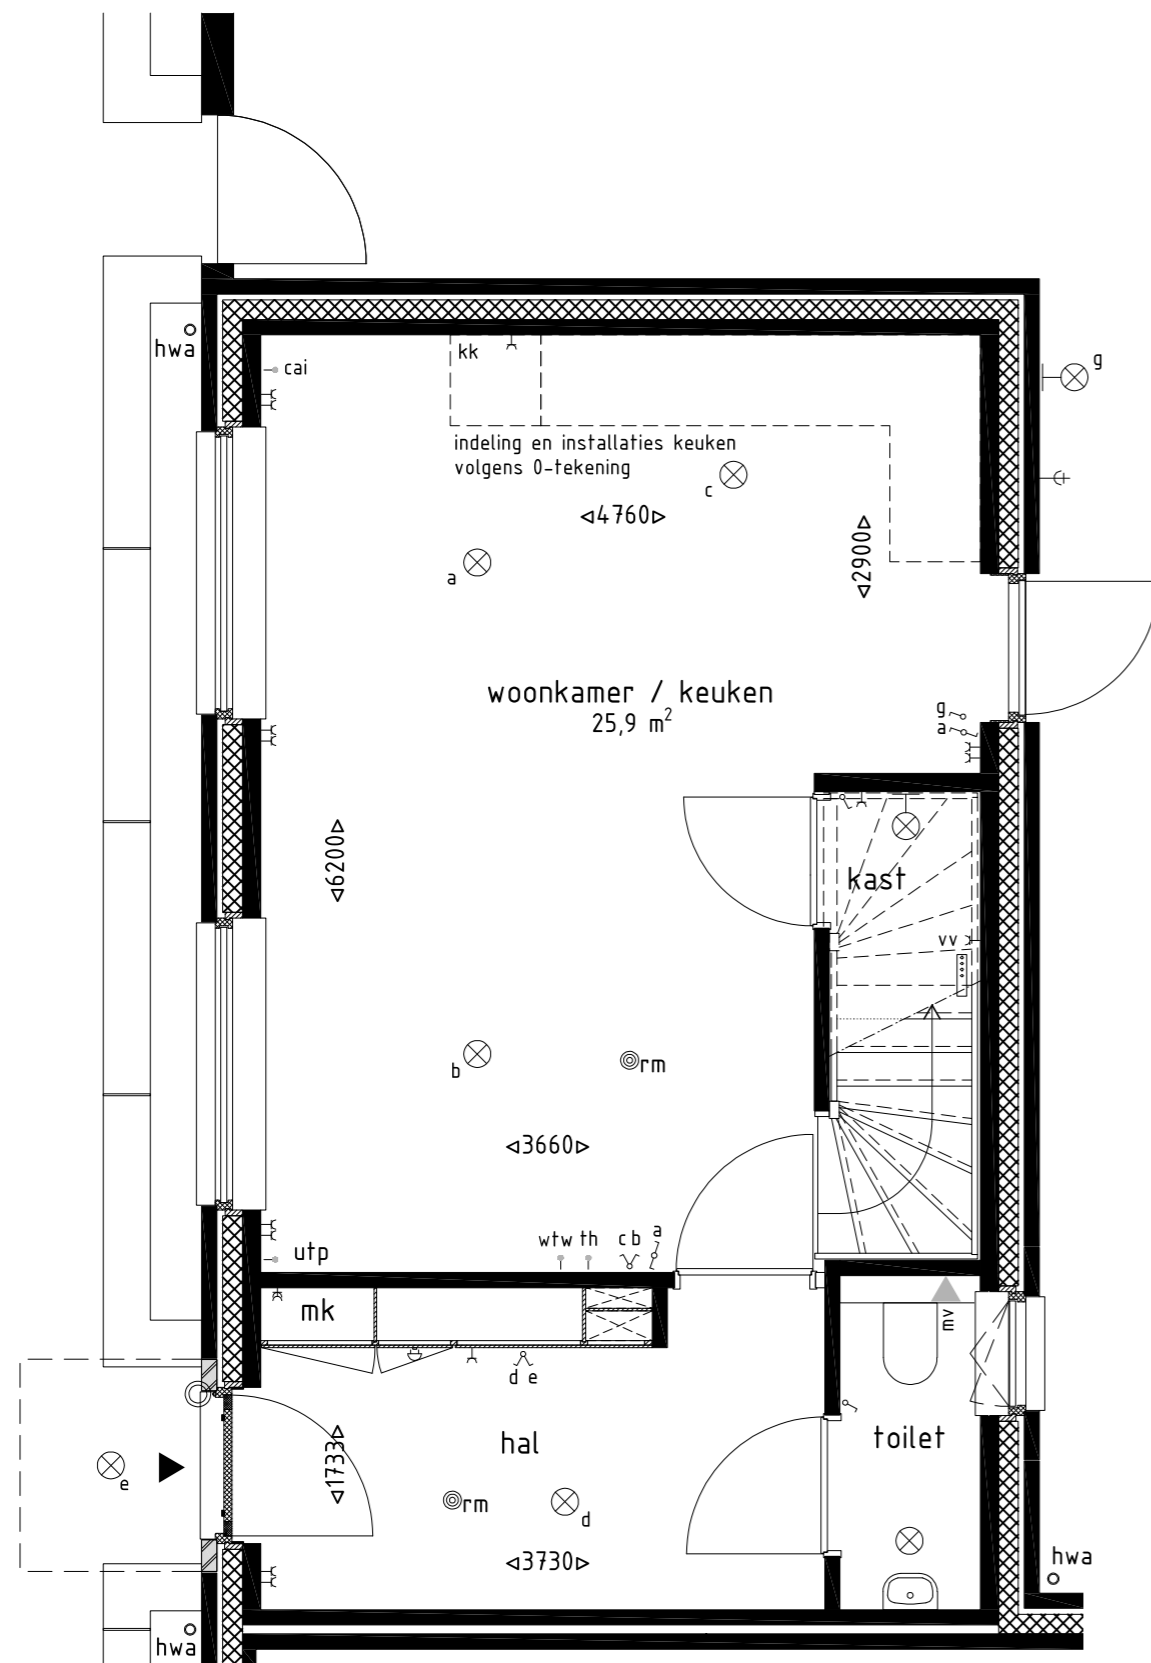 hwa
cai
kk
g
indeling en installaties keuken
volgens 0-tekening
c
4760
2900
a
woonkamer / keuken
25,9 m²
g
a
6200
kast
vv
b
rm
3660
utp
wtw th c b a
mk
mv
d e
hal
toilet
1733
e
rm
d
3730
hwa
hwa